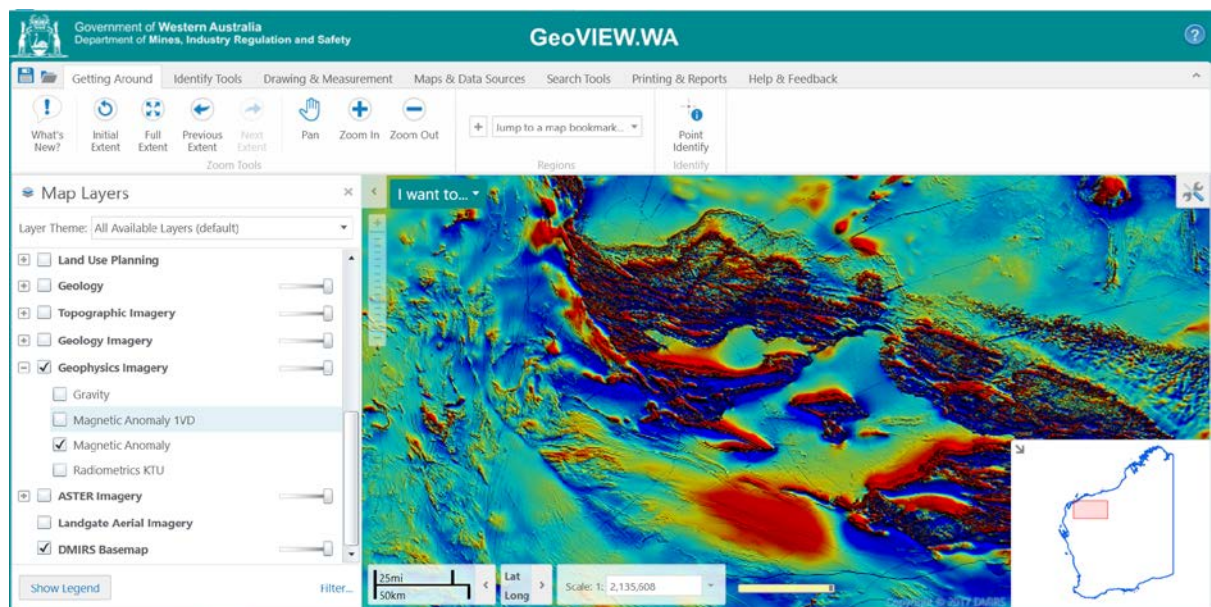 Government of Western Australia
Department of Mines, Industry Regulation and Safety
GeoVIEW.WA
?
Getting Around
Identify Tools
Drawing & Measurement
Maps & Data Sources
Search Tools
Printing & Reports
Help & Feedback
What's New?
Initial Extent
Full Extent
Previous Extent
Next Extent
Pan
Zoom In
Zoom Out
Jump to a map bookmark...
Point Identify
Zoom Tools
Regions
Identify
Map Layers
I want to...
Layer Theme: All Available Layers (default)
Land Use Planning
Geology
Topographic Imagery
Geology Imagery
Geophysics Imagery
Gravity
Magnetic Anomaly 1VD
Magnetic Anomaly
Radiometrics KTU
ASTER Imagery
Landgate Aerial Imagery
DMIRS Basemap
Show Legend
Filter...
25mi
50km
Lat
Long
Scale: 1: 2,135,608
Copyright © 2017 DMIRS